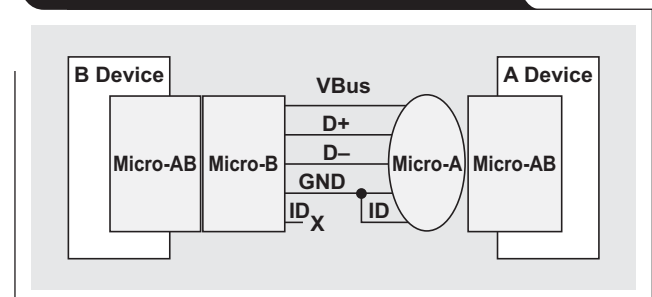 B Device
A Device
VBus
D+
D–
GND
ID
X
ID
Micro-AB
Micro-B
Micro-A
Micro-AB